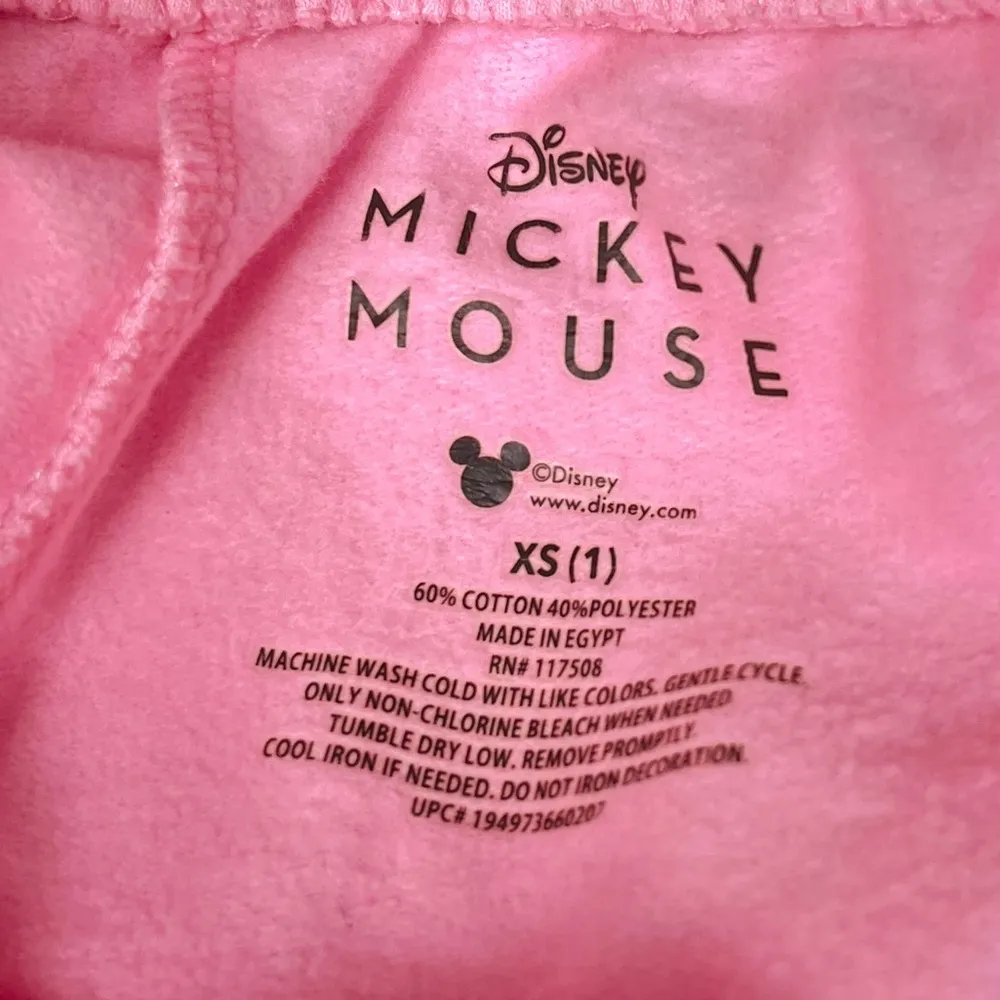 Disney
MICKEY
MOUSE
©Disney
www.disney.com
XS (1)
60% COTTON 40%POLYESTER
MADE IN EGYPT
RN# 117508
MACHINE WASH COLD WITH LIKE COLORS. GENTLE CYCLE.
ONLY NON-CHLORINE BLEACH WHEN NEEDED
TUMBLE DRY LOW. REMOVE PROMPTLY.
COOL IRON IF NEEDED. DO NOT IRON DECORATION.
UPC# 194973660207